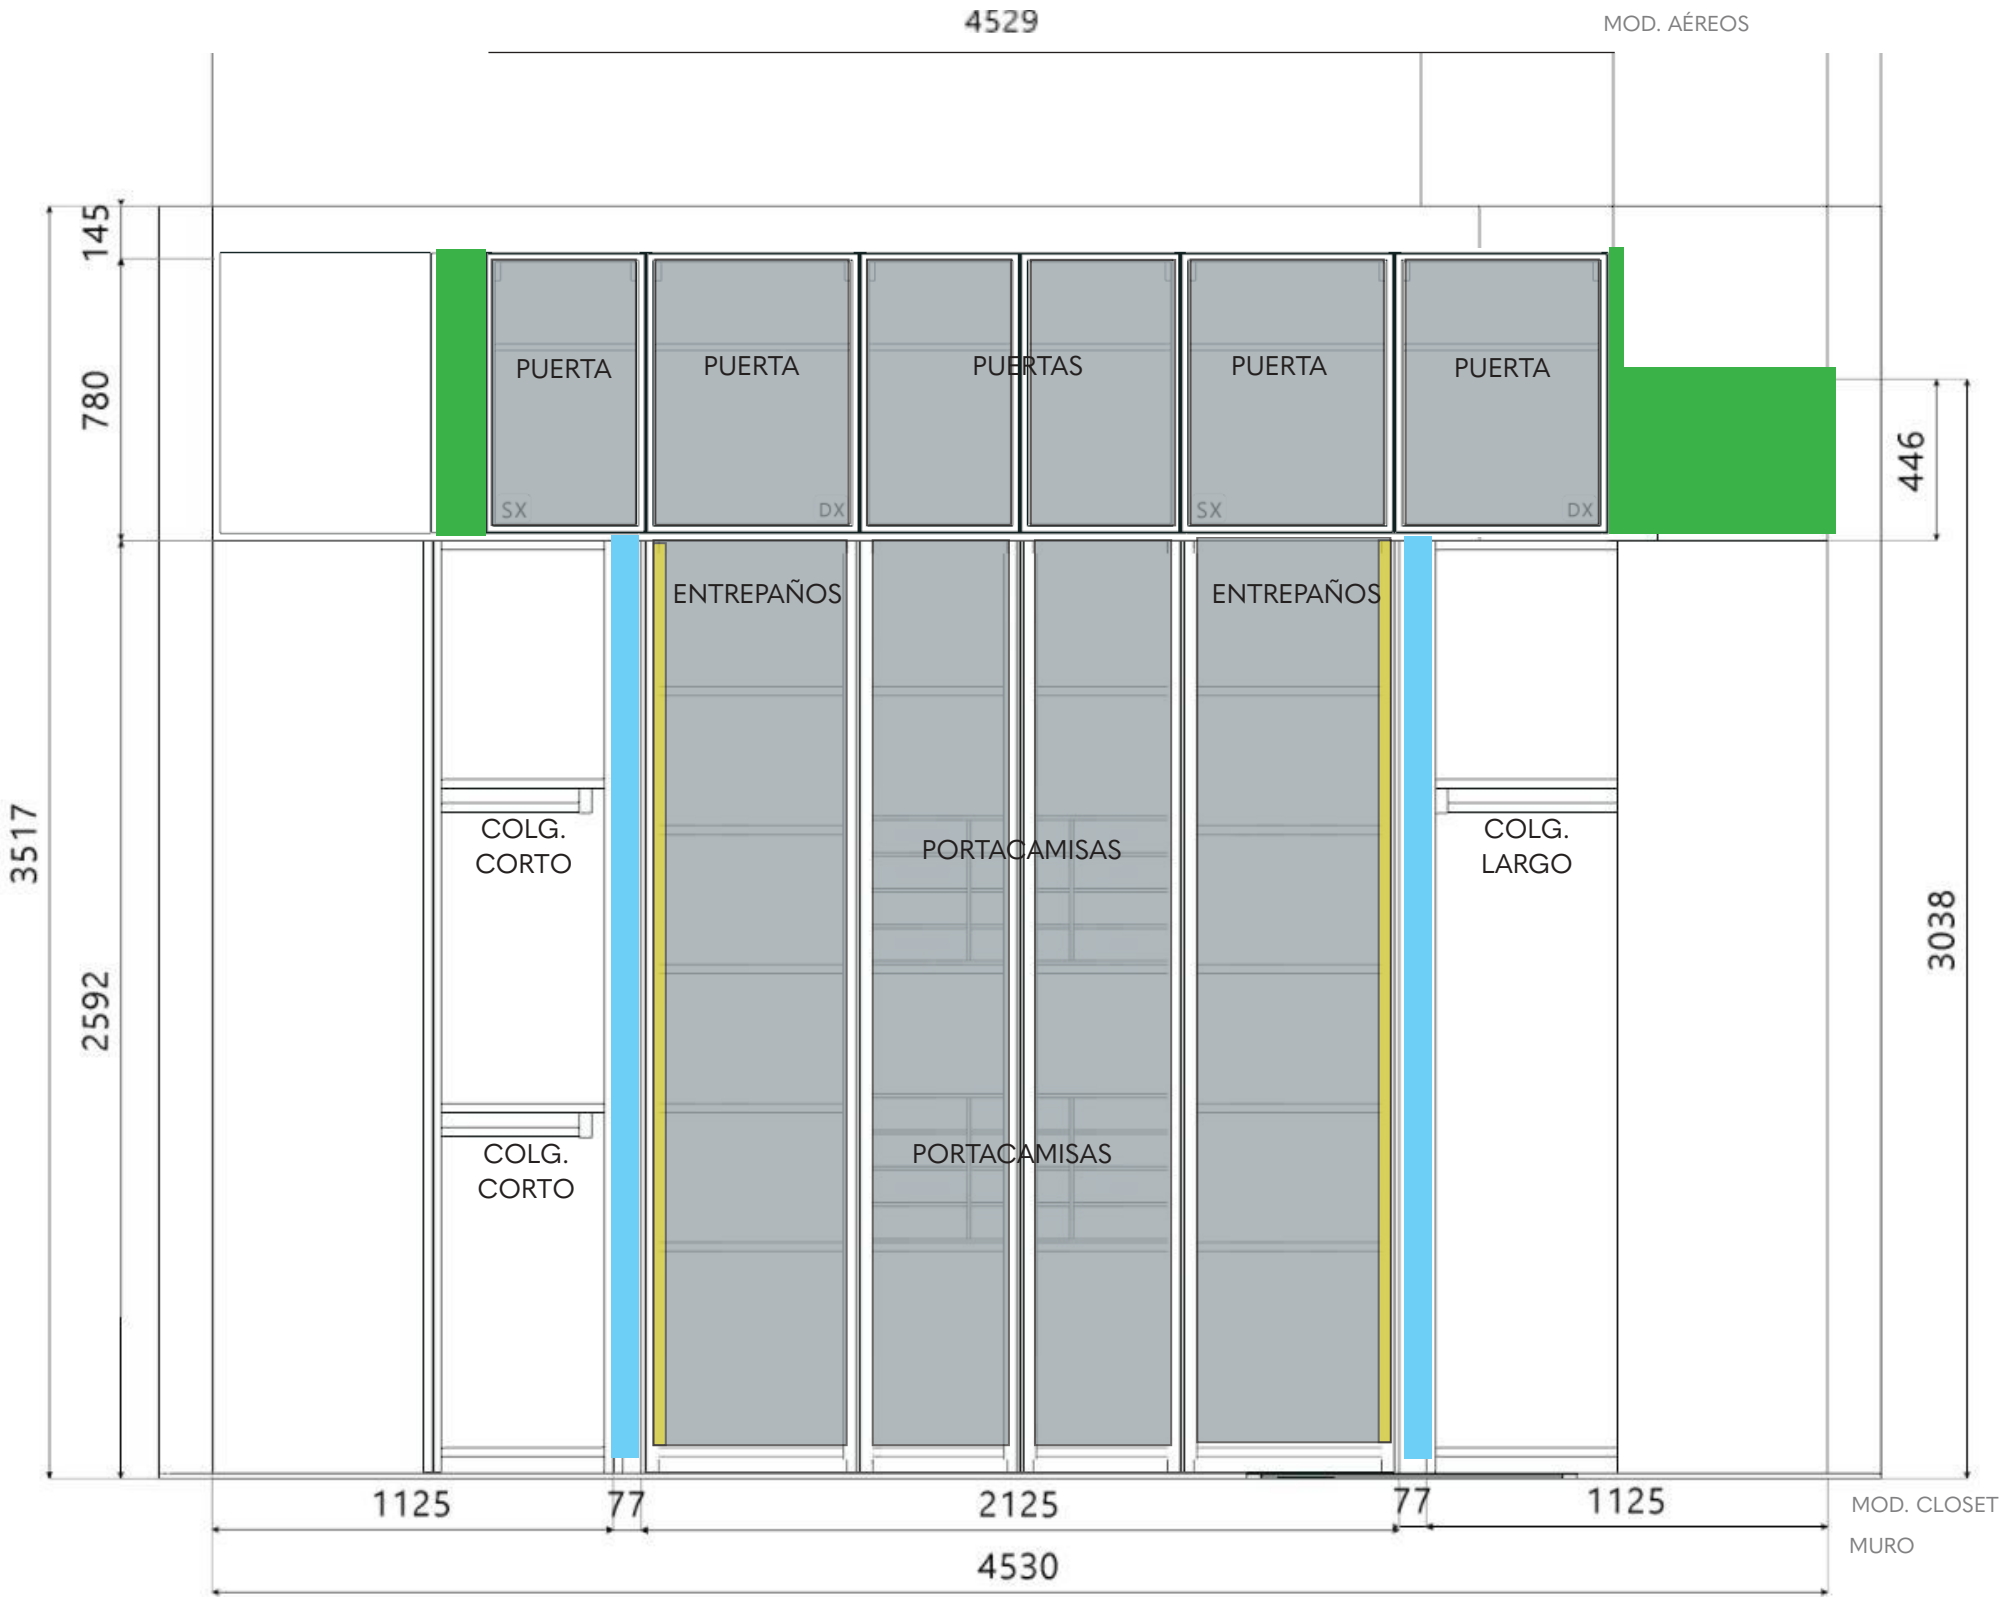 4529
MOD. AÉREOS
145
780
PUERTA
PUERTA
PUERTAS
PUERTA
PUERTA
446
SX
DX
SX
DX
ENTREPAÑOS
ENTREPAÑOS
3517
COLG.
CORTO
PORTACAMISAS
COLG.
LARGO
3038
2592
COLG.
CORTO
PORTACAMISAS
1125
77
2125
77
1125
MOD. CLOSET
MURO
4530